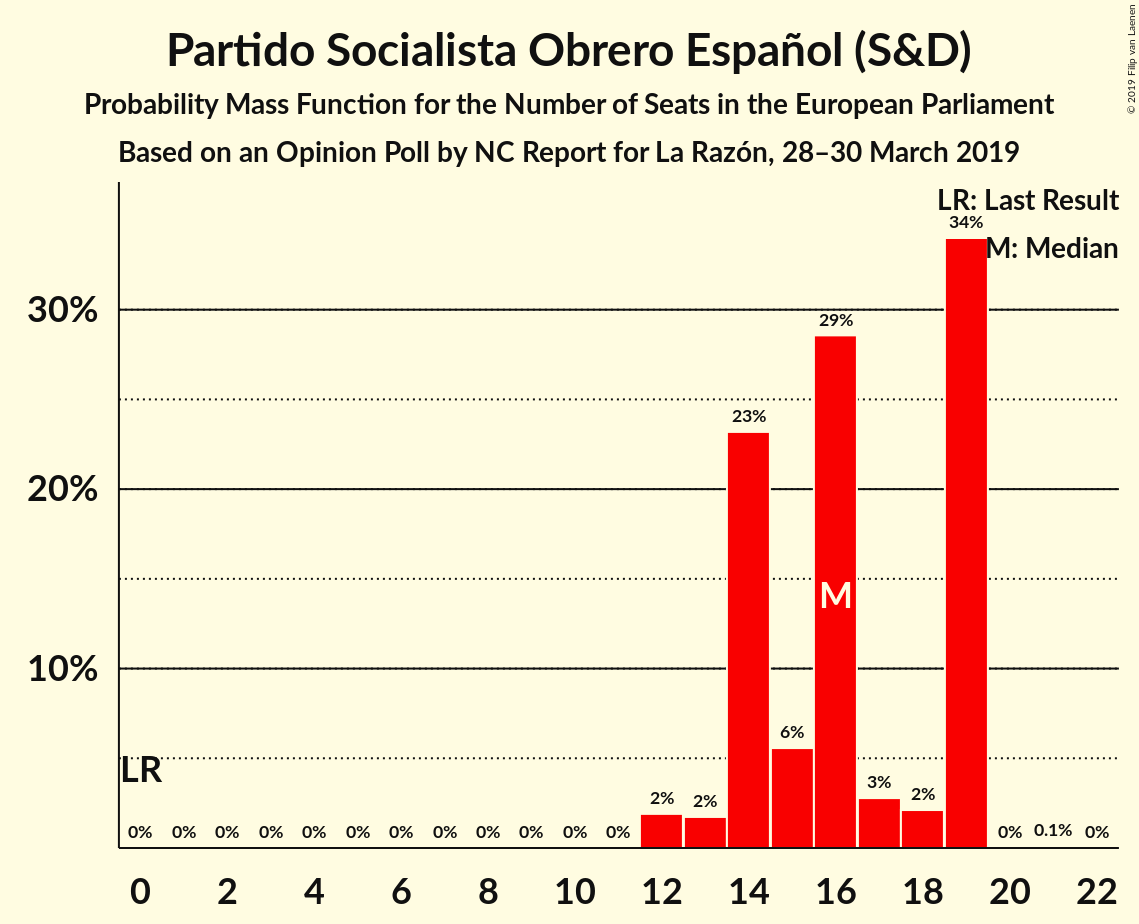 Partido Socialista Obrero Español (S&D)
Probability Mass Function for the Number of Seats in the European Parliament
Based on an Opinion Poll by NC Report for La Razón, 28–30 March 2019
© 2019 Filip van Laenen
LR: Last Result
M: Median
34%
30%
29%
23%
20%
M
10%
6%
LR
3%
2% 2% 2%
0% 0% 0% 0% 0% 0% 0% 0% 0% 0% 0% 0% 0% 0.1% 0%
0 2 4 6 8 10 12 14 16 18 20 22